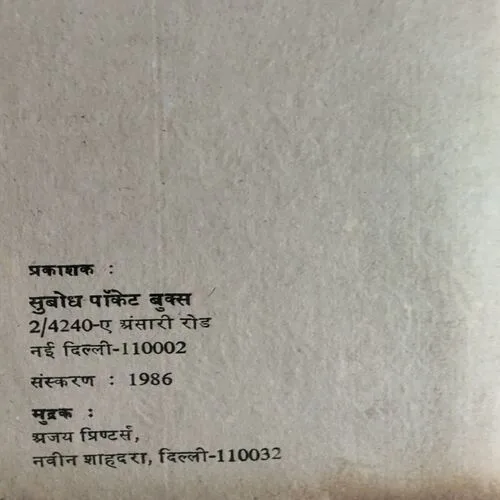 प्रकाशक :
सुबोध पॉकेट बुक्स
2/4240-ए अंसारी रोड
नई दिल्ली-110002
संस्करण : 1986
मुद्रक :
अजय प्रिण्टर्स,
नवीन शाहदरा, दिल्ली-110032